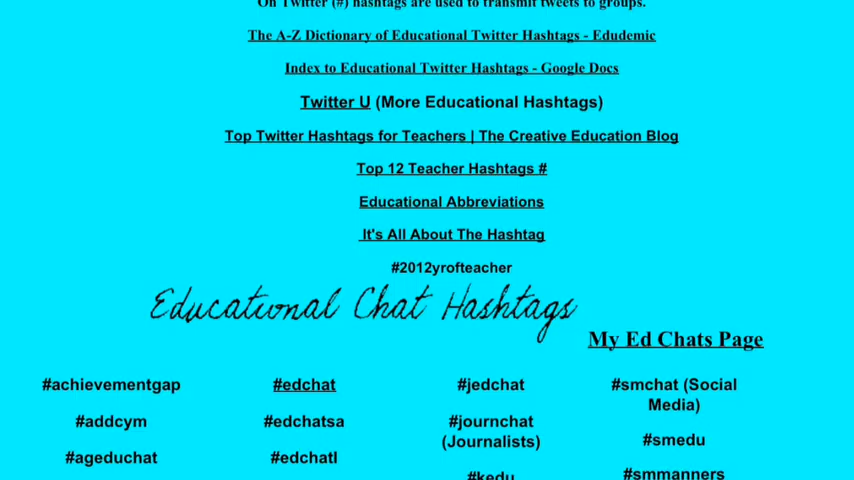 On Twitter (#) hashtags are used to transmit tweets to groups.
The A-Z Dictionary of Educational Twitter Hashtags - Edudemic
Index to Educational Twitter Hashtags - Google Docs
Twitter U (More Educational Hashtags)
Top Twitter Hashtags for Teachers | The Creative Education Blog
Top 12 Teacher Hashtags #
Educational Abbreviations
It's All About The Hashtag
#2012yrofteacher
Educational Chat Hashtags
My Ed Chats Page
#achievementgap
#addcym
#ageduchat
#edchat
#edchatsa
#edchatl
#jedchat
#journchat
(Journalists)
#kedu
#smchat (Social
Media)
#smedu
#smmanners